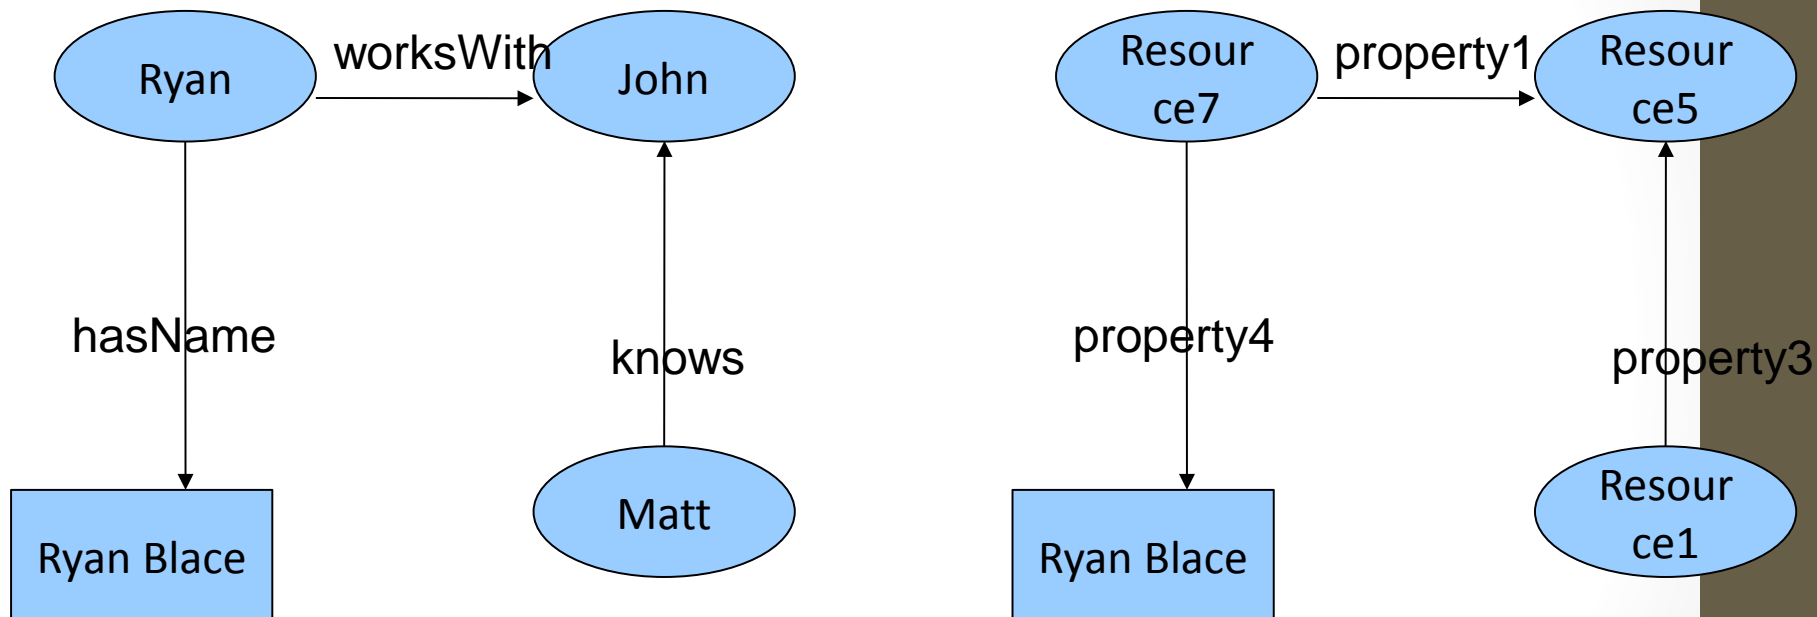 Ryan
worksWith
John
hasName
knows
Ryan Blace
Matt
Resour
ce7
property1
Resour
ce5
property4
property3
Ryan Blace
Resour
ce1